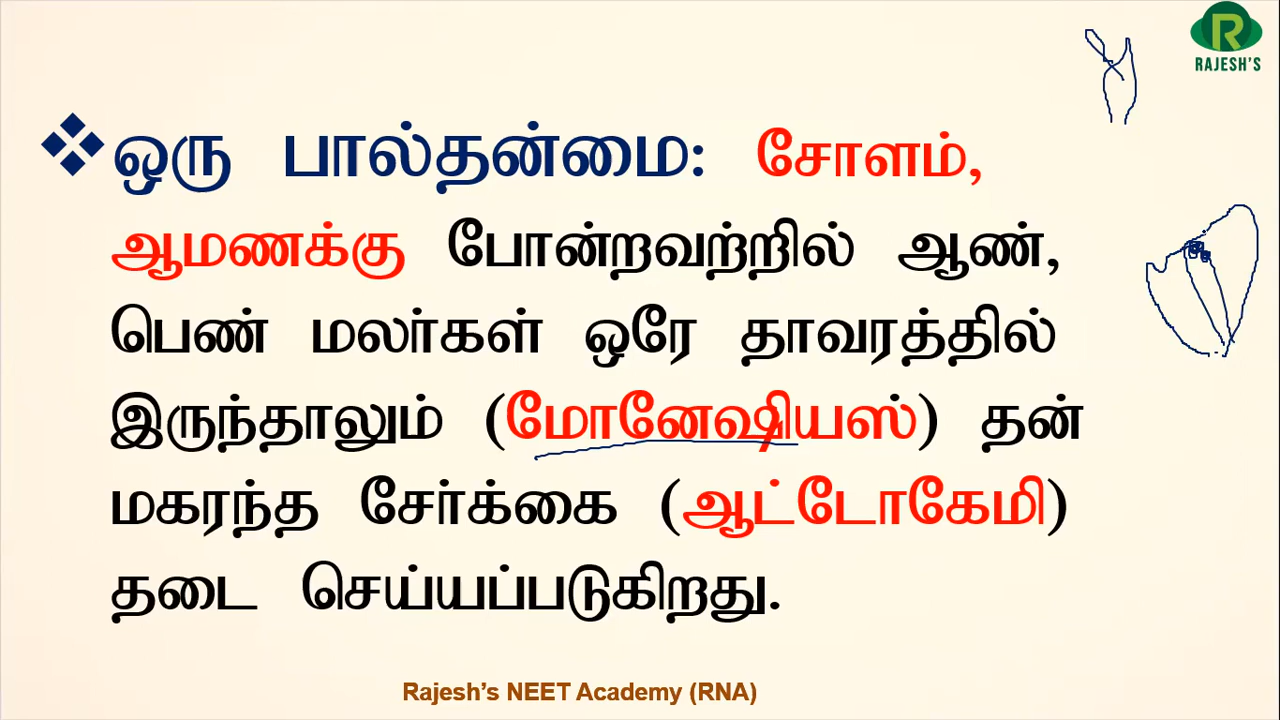 R
RAJESH'S
❖ஒரு பால்தன்மை: சோளம்,
ஆமணக்கு போன்றவற்றில் ஆண்,
பெண் மலர்கள் ஒரே தாவரத்தில்
இருந்தாலும் (மோனேஷியஸ்) தன்
மகரந்த சேர்க்கை (ஆட்டோகேமி)
தடை செய்யப்படுகிறது.
Rajesh's NEET Academy (RNA)